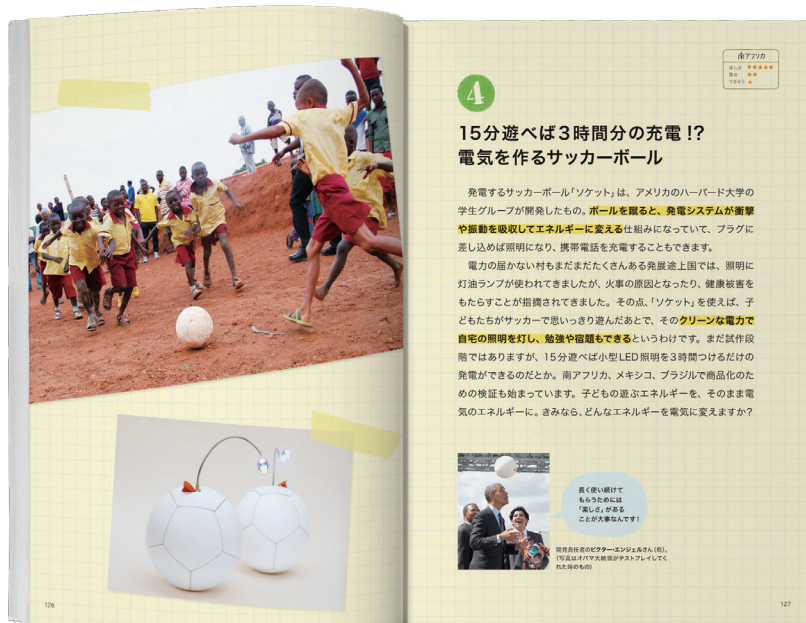 南アフリカ
楽しさ ★★★★★
驚き ★★
できそう ★
4
15分遊べば3時間分の充電!?
電気を作るサッカーボール
発電するサッカーボール「ソケット」は、アメリカのハーバード大学の
学生グループが開発したもの。ボールを蹴ると、発電システムが衝撃
や振動を吸収してエネルギーに変える仕組みになっていて、プラグに
差し込めば照明になり、携帯電話を充電することもできます。
電力の届かない村もまだまだたくさんある発展途上国では、照明に
灯油ランプが使われてきましたが、火事の原因となったり、健康被害を
もたらすことが指摘されてきました。その点、「ソケット」を使えば、子
どもたちがサッカーで思いっきり遊んだあとで、そのクリーンな電力で
自宅の照明を灯し、勉強や宿題もできるというわけです。まだ試作段
階ではありますが、15分遊べば小型LED照明を3時間つけるだけの
発電ができるのだとか。南アフリカ、メキシコ、ブラジルで商品化のた
めの検証も始まっています。子どもの遊ぶエネルギーを、そのまま電
気のエネルギーに。きみなら、どんなエネルギーを電気に変えますか?
長く使い続けて
もらうためには
「楽しさ」がある
ことが大事なんです!
開発責任者のビクター・エンジェルさん(右)。
(写真はオバマ大統領がテストプレイしてく
れた時のもの)
126
127